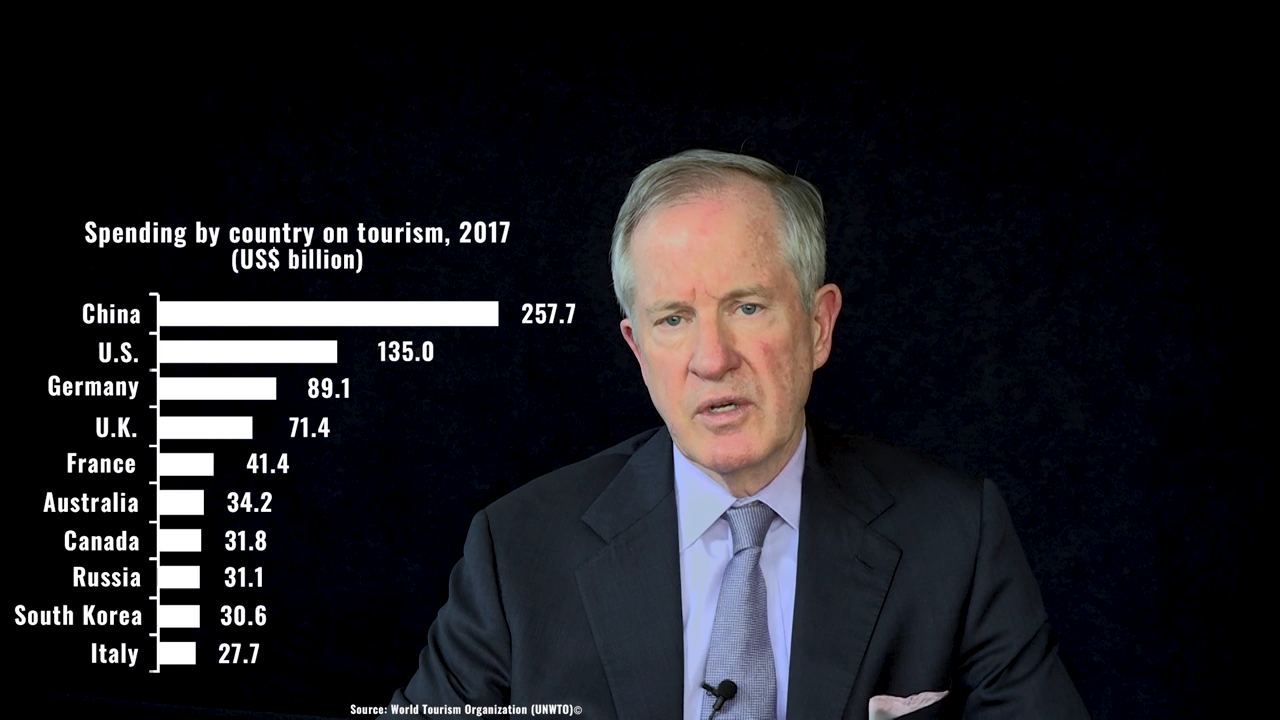 Spending by country on tourism, 2017
(US$ billion)
China 257.7
U.S. 135.0
Germany 89.1
U.K. 71.4
France 41.4
Australia 34.2
Canada 31.8
Russia 31.1
South Korea 30.6
Italy 27.7
Source: World Tourism Organization (UNWTO)©